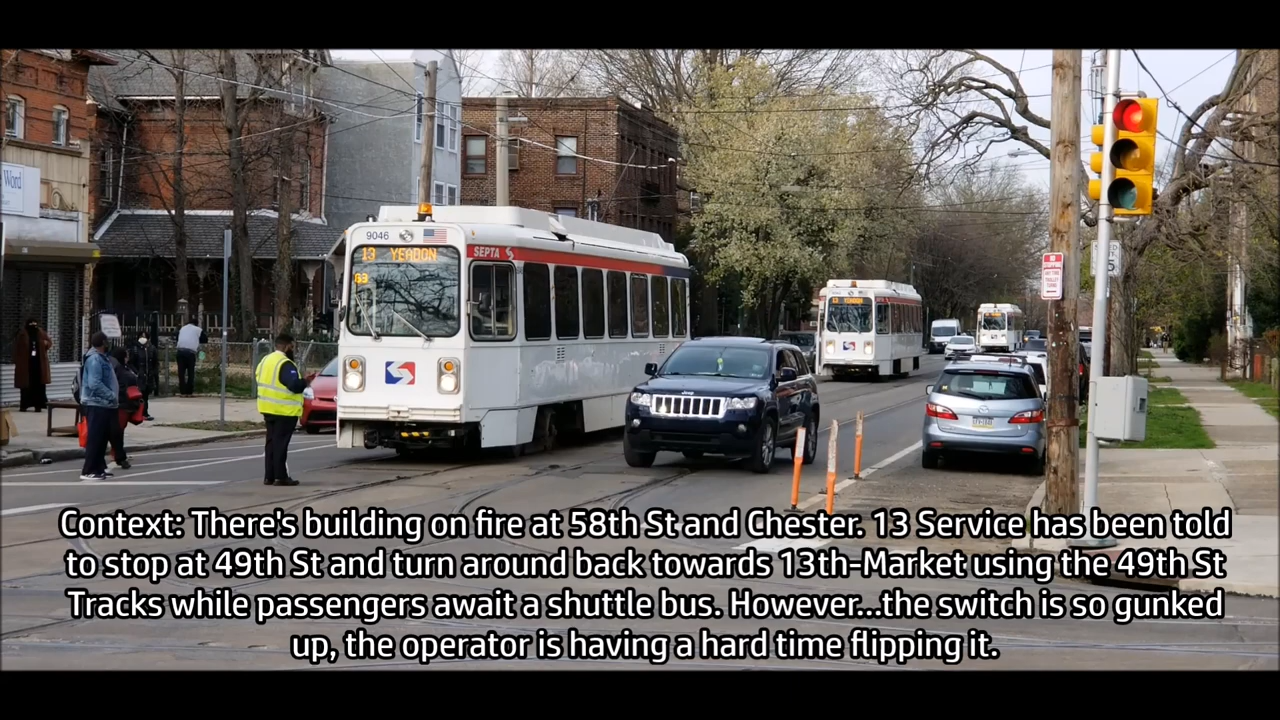 9046
13 YEADON
SEPTA
Word
13 YEADON
Jeep
Context: There's building on fire at 58th St and Chester. 13 Service has been told
to stop at 49th St and turn around back towards 13th-Market using the 49th St
Tracks while passengers await a shuttle bus. However...the switch is so gunked
up, the operator is having a hard time flipping it.